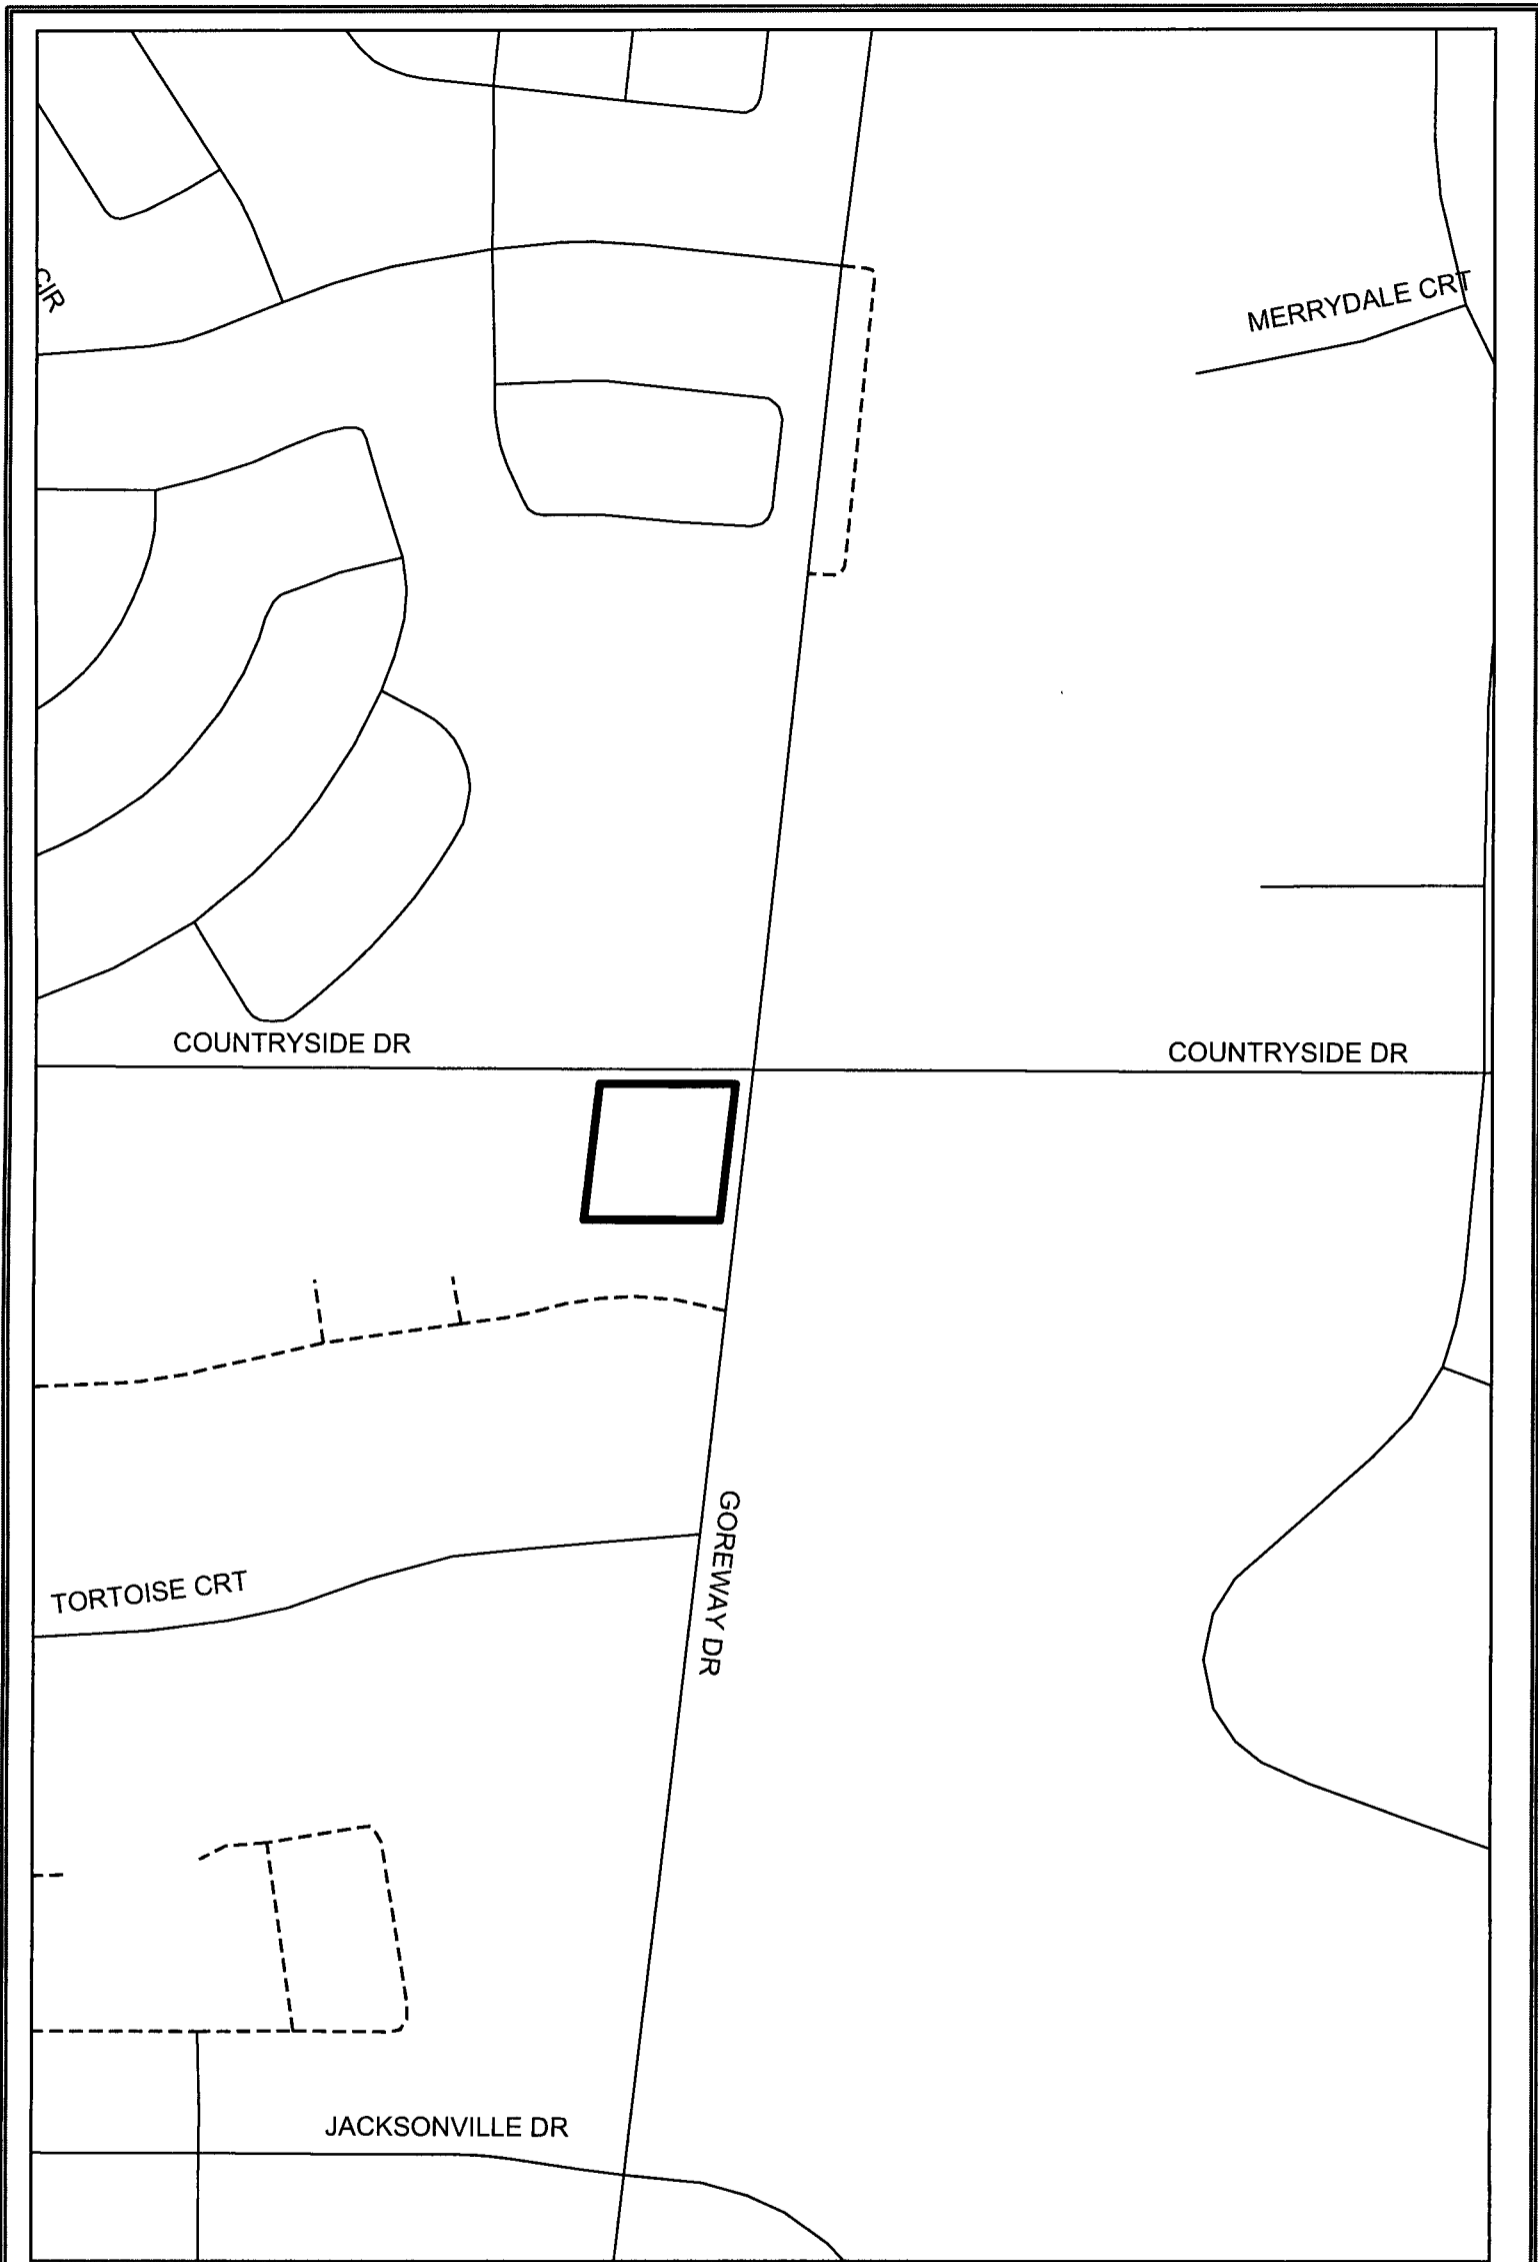 CIR
MERRYDALE CRT
COUNTRYSIDE DR
COUNTRYSIDE DR
GOREWAY DR
TORTOISE CRT
JACKSONVILLE DR